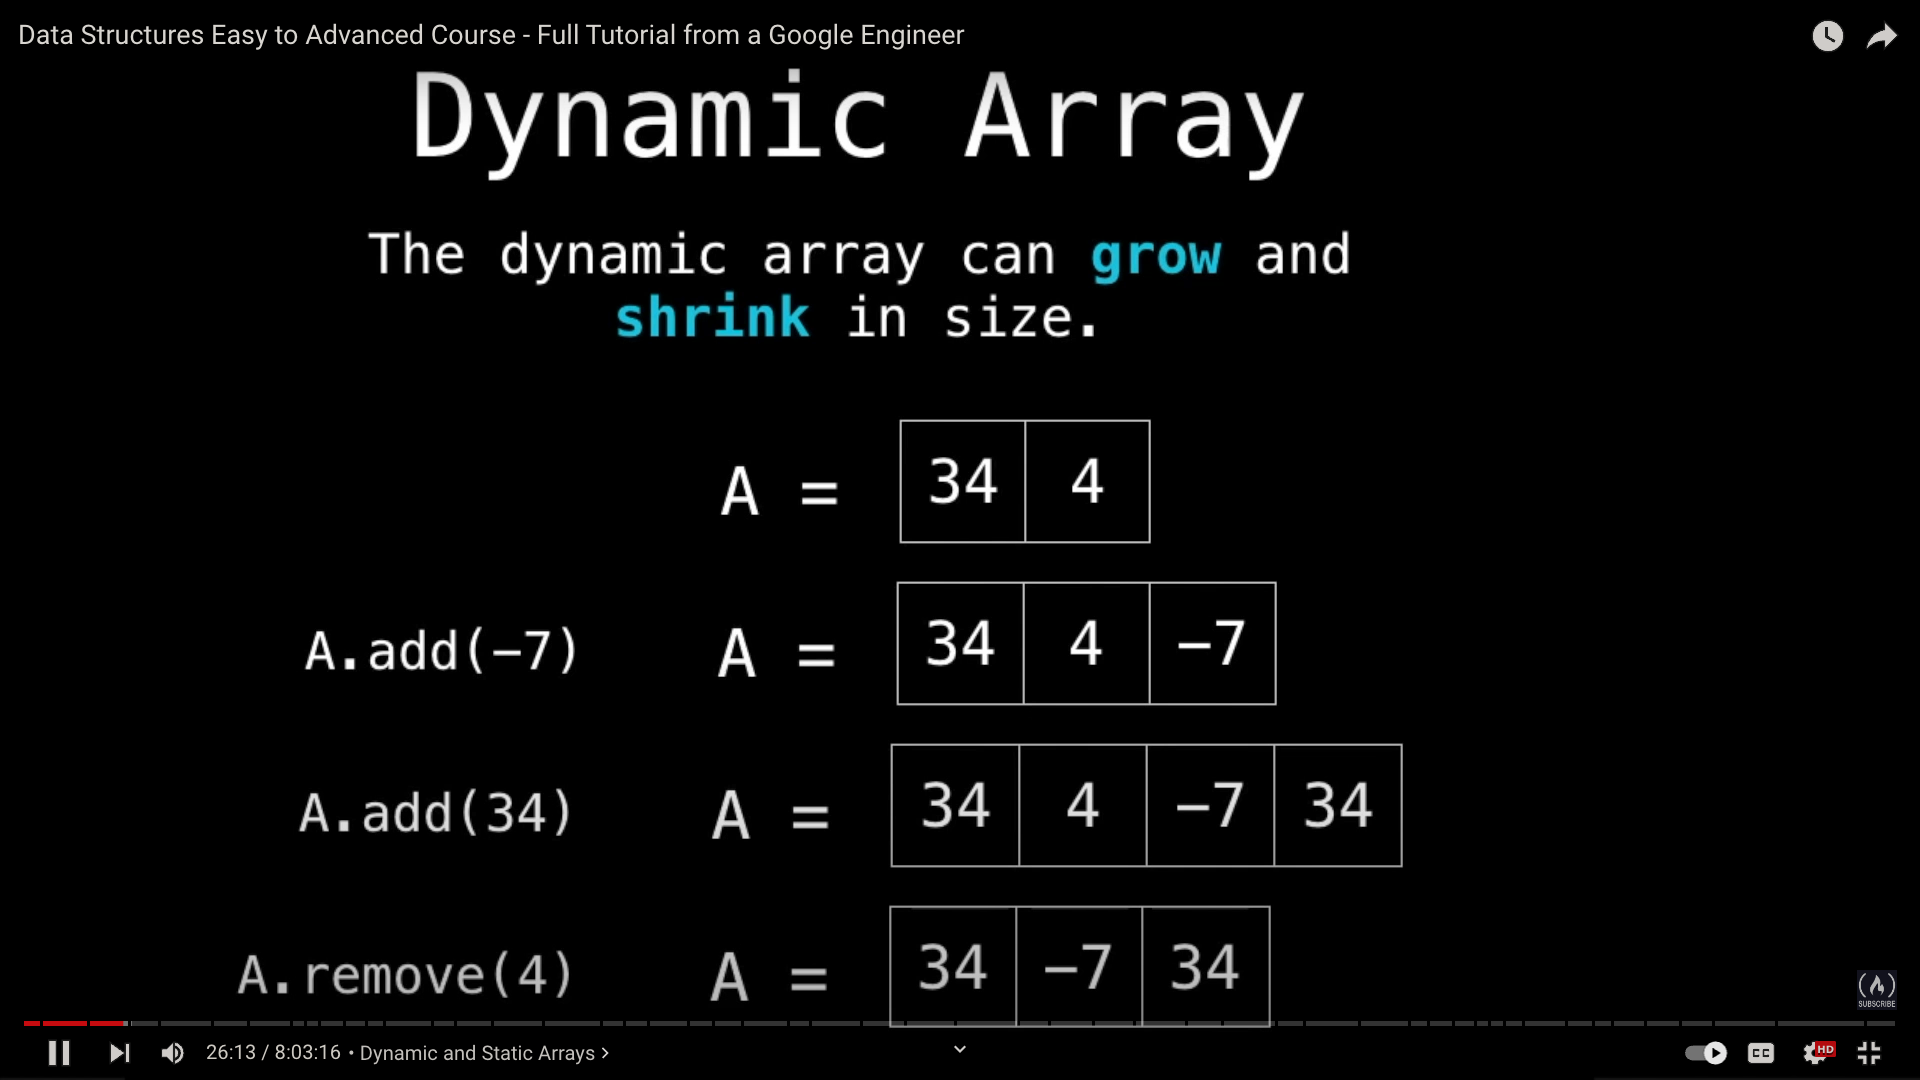 Data Structures Easy to Advanced Course - Full Tutorial from a Google Engineer
Dynamic Array
The dynamic array can grow and
shrink in size.
A = 34 4
A.add(−7) A = 34 4 −7
A.add(34) A = 34 4 −7 34
A.remove(4) A = 34 −7 34
SUBSCRIBE
26:13 / 8:03:16 • Dynamic and Static Arrays >
CC
HD